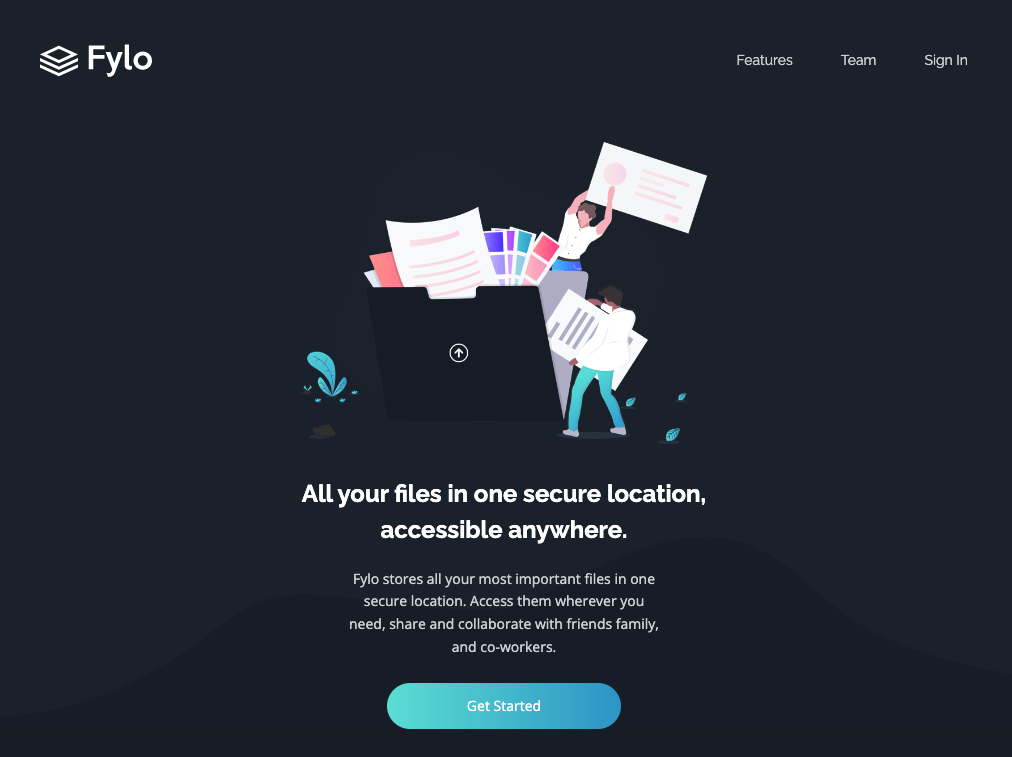 Fylo
Features
Team
Sign In
All your files in one secure location,
accessible anywhere.
Fylo stores all your most important files in one
secure location. Access them wherever you
need, share and collaborate with friends family,
and co-workers.
Get Started